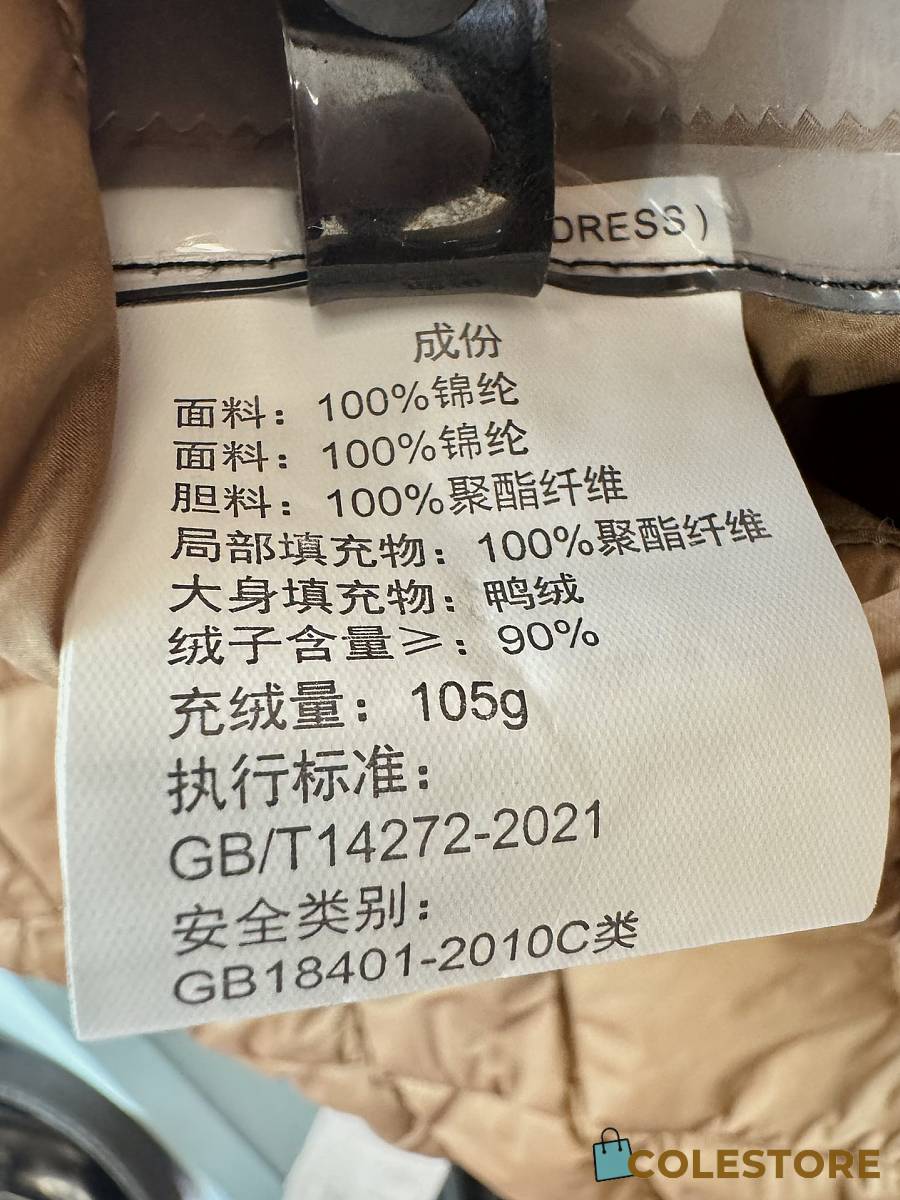 DRESS)
成份
面料：100%锦纶
面料：100%锦纶
胆料：100%聚酯纤维
局部填充物：100%聚酯纤维
大身填充物：鸭绒
绒子含量≥：90%
充绒量：105g
执行标准：
GB/T14272-2021
安全类别：
GB18401-2010C类
COLESTORE